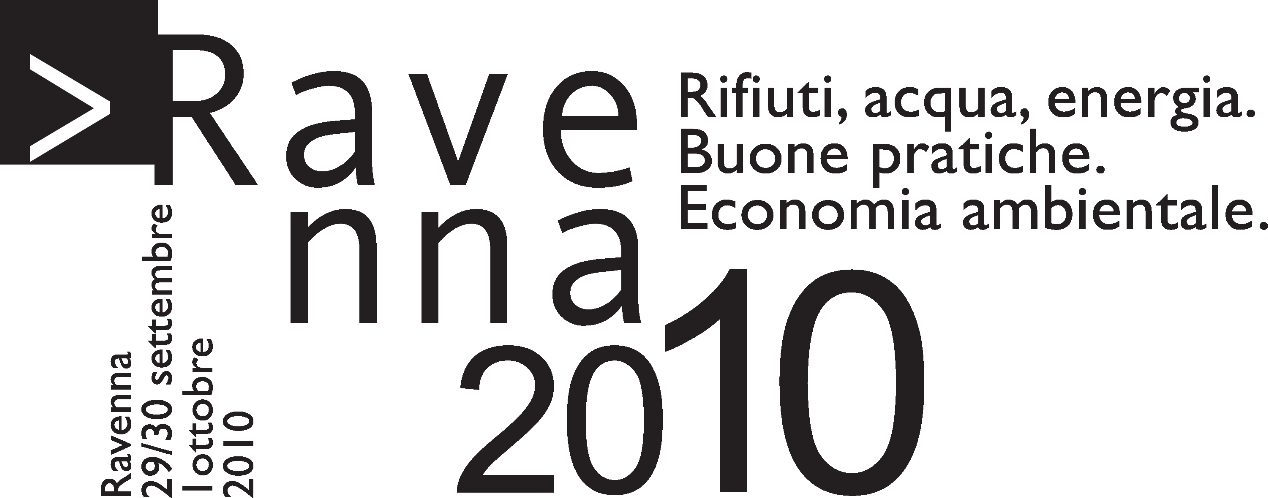 >Rave
nna
2010
Rifiuti, acqua, energia.
Buone pratiche.
Economia ambientale.
Ravenna
29/30 settembre
1 ottobre
2010